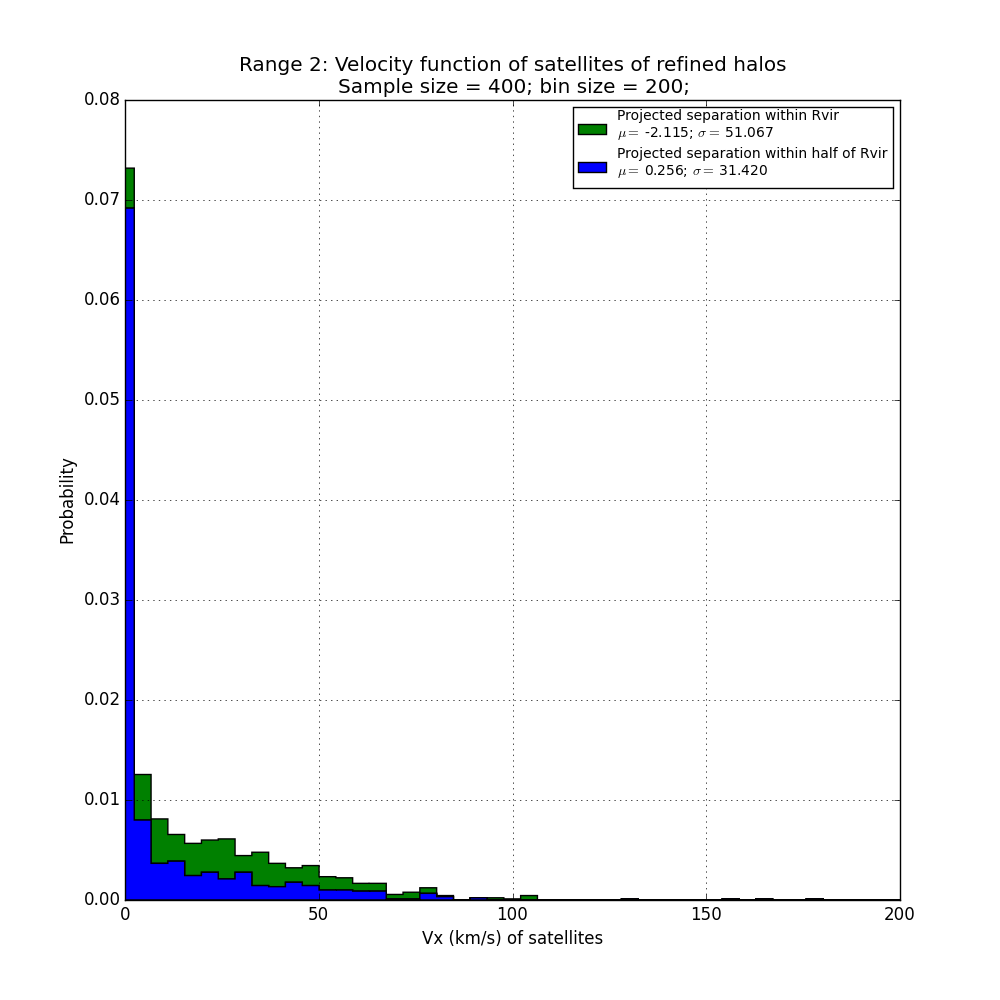 Range 2: Velocity function of satellites of refined halos
Sample size = 400; bin size = 200;
Projected separation within Rvir
μ= -2.115; σ= 51.067
Projected separation within half of Rvir
μ= 0.256; σ= 31.420
0.08
0.07
0.06
0.05
0.04
0.03
0.02
0.01
0.00
Probability
0 50 100 150 200
Vx (km/s) of satellites